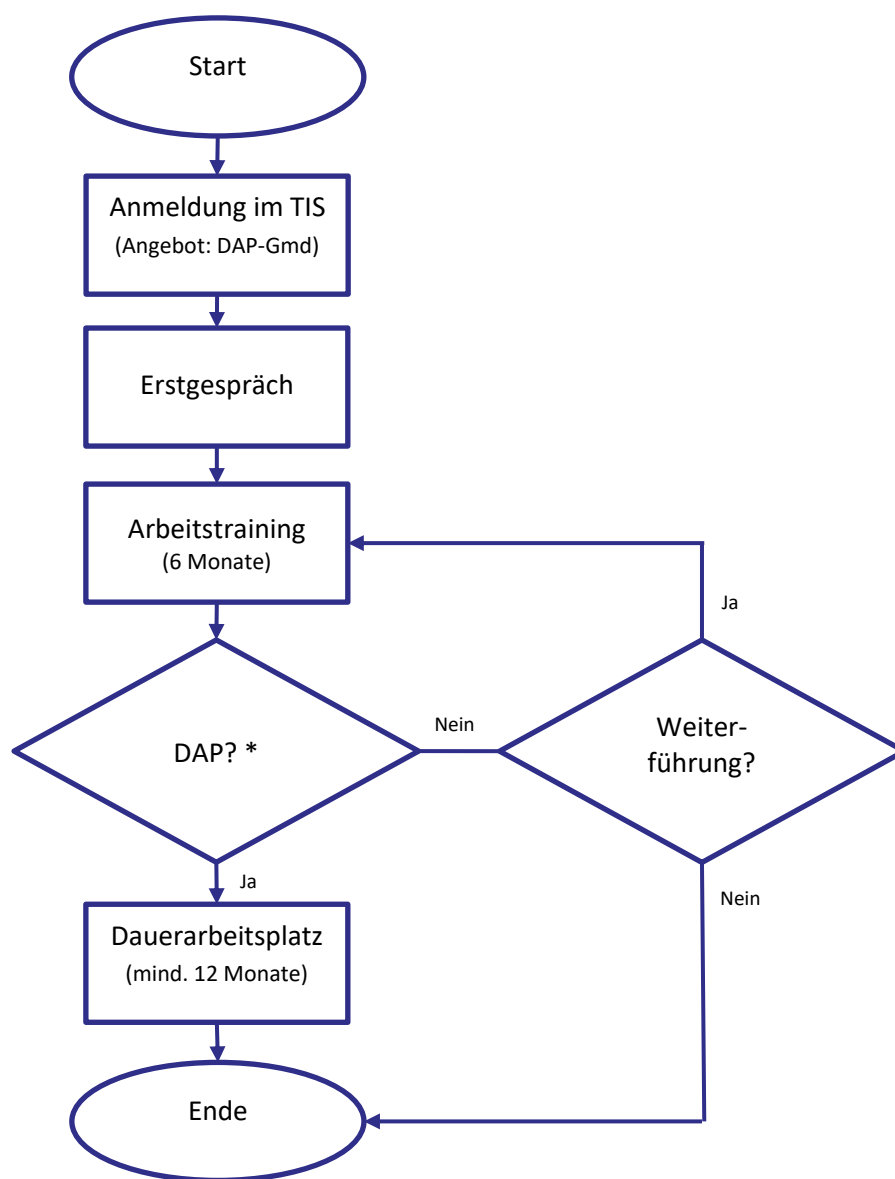 Start
Anmeldung im TIS
(Angebot: DAP-Gmd)
Erstgespräch
Arbeitstraining
(6 Monate)
Ja
DAP? *
Nein
Weiter-
führung?
Ja
Nein
Dauerarbeitsplatz
(mind. 12 Monate)
Ende